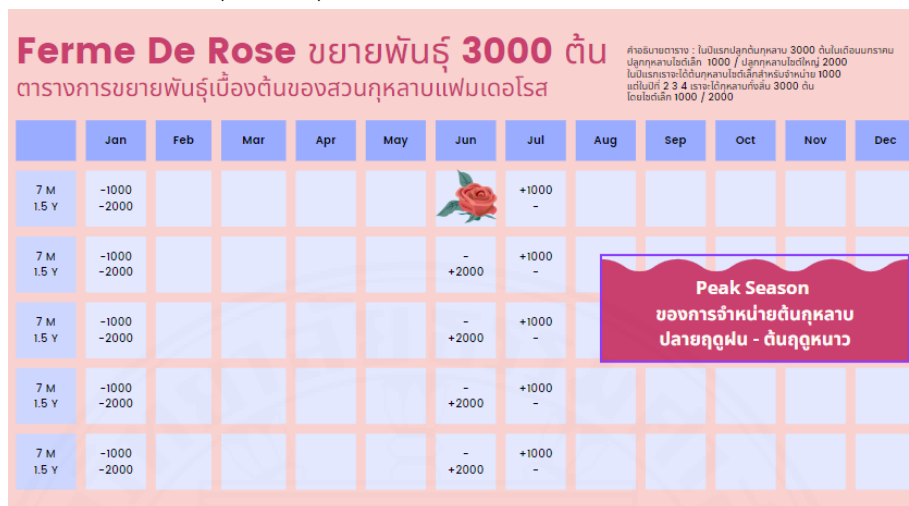 Ferme De Rose ขยายพันธุ์ 3000 ต้น
ตารางการขยายพันธุ์เบื้องต้นของสวนกุหลาบแฟมเดอโรส
คำอธิบายตาราง : ในปีแรกปลูกต้นกุหลาบ 3000 ต้นในเดือนมกราคม
ปลูกกุหลาบไซต์เล็ก 1000 / ปลูกกุหลาบไซต์ใหญ่ 2000
ในปีแรกเราจะได้ต้นกุหลาบไซต์เล็กสำหรับจำหน่าย 1000
แต่ในปีที่ 2 3 4 เราจะได้กุหลาบทั้งสิ้น 3000 ต้น
โดยไซต์เล็ก 1000 / 2000
Jan Feb Mar Apr May Jun Jul Aug Sep Oct Nov Dec
7 M -1000 +1000
1.5 Y -2000 -
7 M -1000 - +1000
1.5 Y -2000 +2000 -
Peak Season
ของการจำหน่ายต้นกุหลาบ
ปลายฤดูฝน - ต้นฤดูหนาว
7 M -1000 - +1000
1.5 Y -2000 +2000 -
7 M -1000 - +1000
1.5 Y -2000 +2000 -
7 M -1000 - +1000
1.5 Y -2000 +2000 -